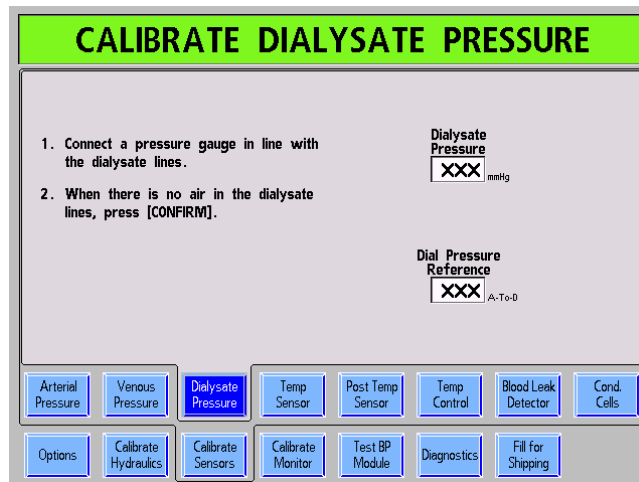 CALIBRATE DIALYSATE PRESSURE
1. Connect a pressure gauge in line with
the dialysate lines.
2. When there is no air in the dialysate
lines, press [CONFIRM].
Dialysate
Pressure
XXX mmHg
Dial Pressure
Reference
XXX A-To-D
Arterial
Pressure
Venous
Pressure
Dialysate
Pressure
Temp
Sensor
Post Temp
Sensor
Temp
Control
Blood Leak
Detector
Cond.
Cells
Options
Calibrate
Hydraulics
Calibrate
Sensors
Calibrate
Monitor
Test BP
Module
Diagnostics
Fill for
Shipping